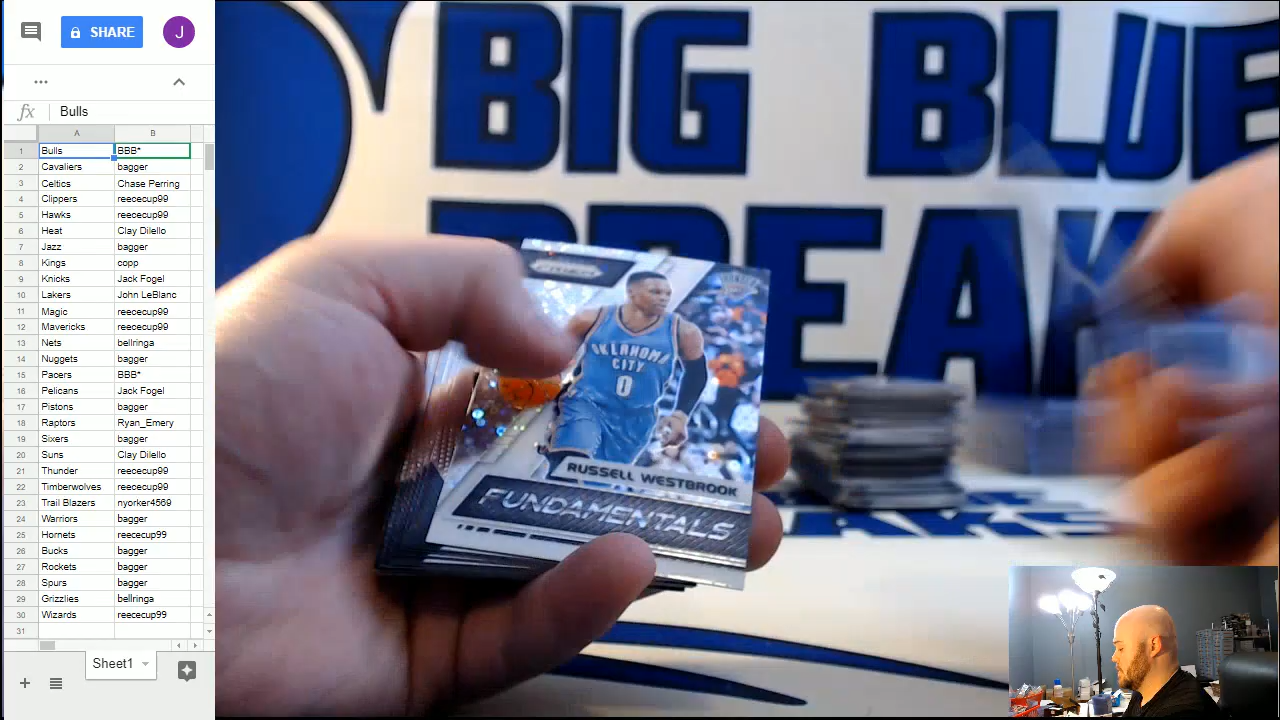 SHARE
J
...
fx Bulls
A B
1 Bulls BBB*
2 Cavaliers bagger
3 Celtics Chase Perring
4 Clippers reececup99
5 Hawks reececup99
6 Heat Clay Dilello
7 Jazz bagger
8 Kings copp
9 Knicks Jack Fogel
10 Lakers John LeBlanc
11 Magic reececup99
12 Mavericks reececup99
13 Nets bellringa
14 Nuggets bagger
15 Pacers BBB*
16 Pelicans Jack Fogel
17 Pistons bagger
18 Raptors Ryan_Emery
19 Sixers bagger
20 Suns Clay Dilello
21 Thunder reececup99
22 Timberwolves reececup99
23 Trail Blazers nyorker4569
24 Warriors bagger
25 Hornets reececup99
26 Bucks bagger
27 Rockets bagger
28 Spurs bagger
29 Grizzlies bellringa
30 Wizards reececup99
31
Sheet1
BIG BLUE
OKLAHOMA
CITY
0
RUSSELL WESTBROOK
FUNDAMENTALS